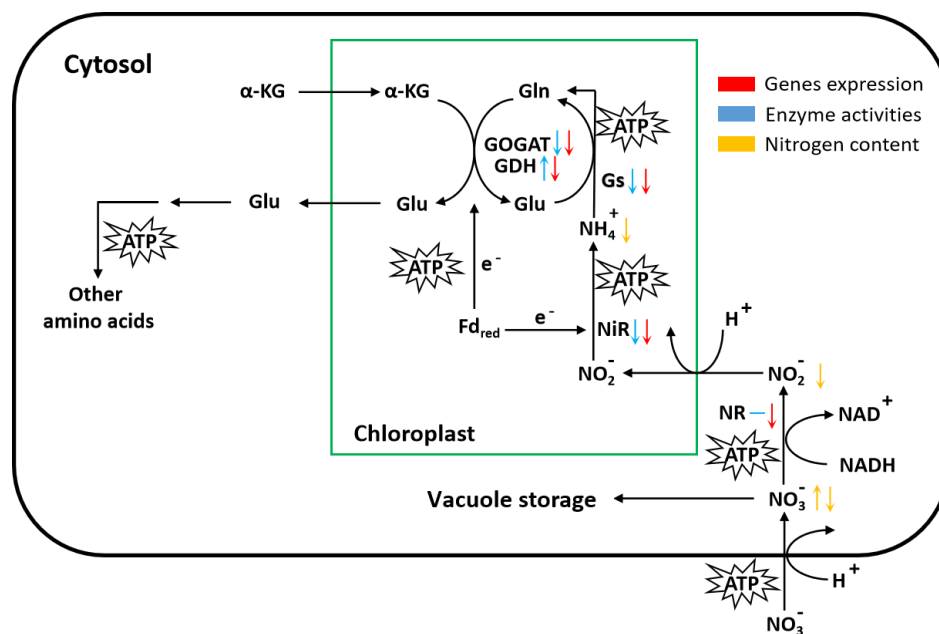 Cytosol
Genes expression
Enzyme activities
Nitrogen content
α-KG
α-KG
Gln
ATP
GOGAT
GDH
Gs
Glu
Glu
Glu
NH₄⁺
ATP
Other
amino acids
ATP
e⁻
ATP
Fd_red
e⁻
NiR
H⁺
NO₂⁻
NO₂⁻
NR
NAD⁺
Chloroplast
ATP
NADH
Vacuole storage
NO₃⁻
ATP
H⁺
NO₃⁻